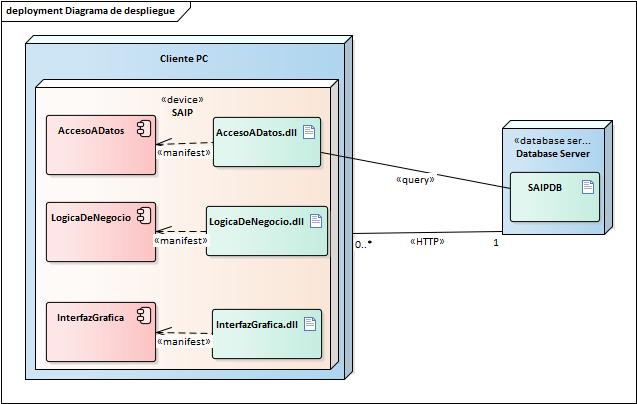 deployment Diagrama de despliegue
Cliente PC
«device»
SAIP
AccesoADatos
AccesoADatos.dll
«manifest»
LogicaDeNegocio
LogicaDeNegocio.dll
«manifest»
InterfazGrafica
InterfazGrafica.dll
«manifest»
«query»
0..*
«HTTP»
1
«database ser...
Database Server
SAIPDB